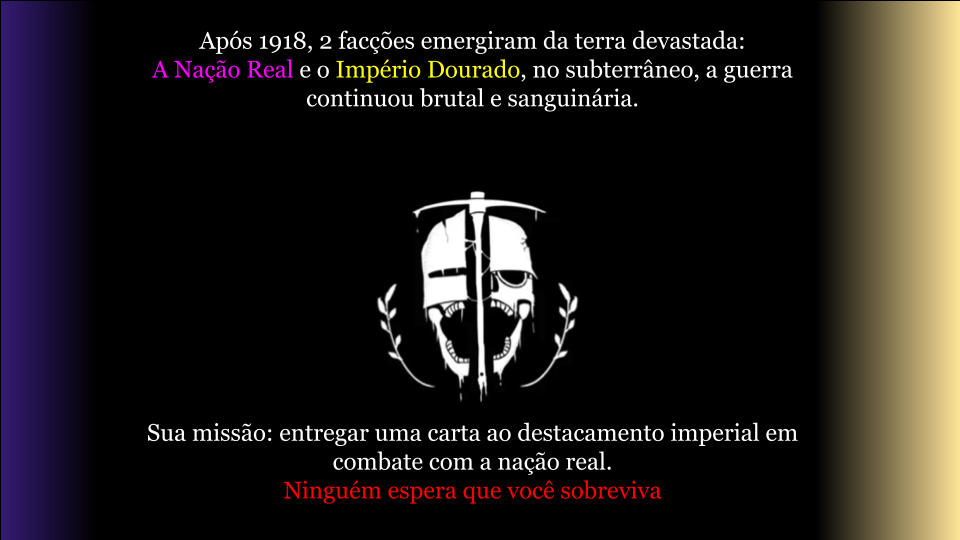 Após 1918, 2 facções emergiram da terra devastada:
A Nação Real e o Império Dourado, no subterrâneo, a guerra
continuou brutal e sanguinária.
Sua missão: entregar uma carta ao destacamento imperial em
combate com a nação real.
Ninguém espera que você sobreviva